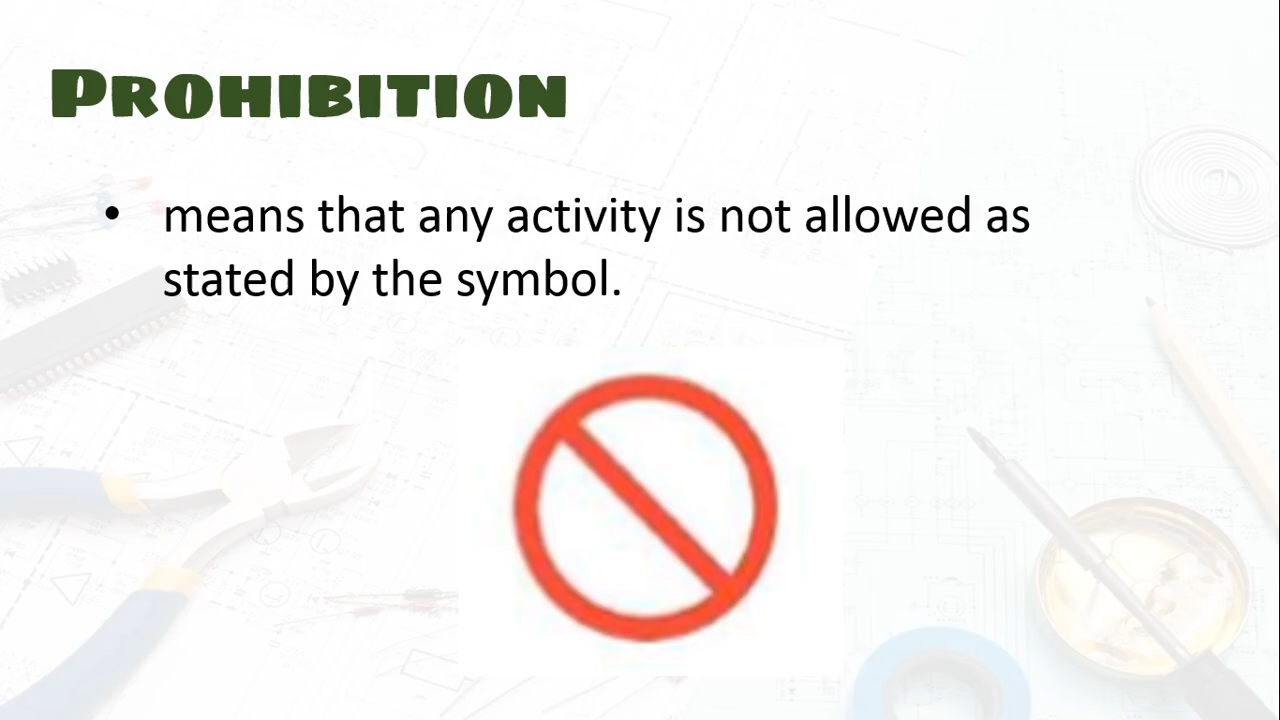 PROHIBITION
• means that any activity is not allowed as
stated by the symbol.